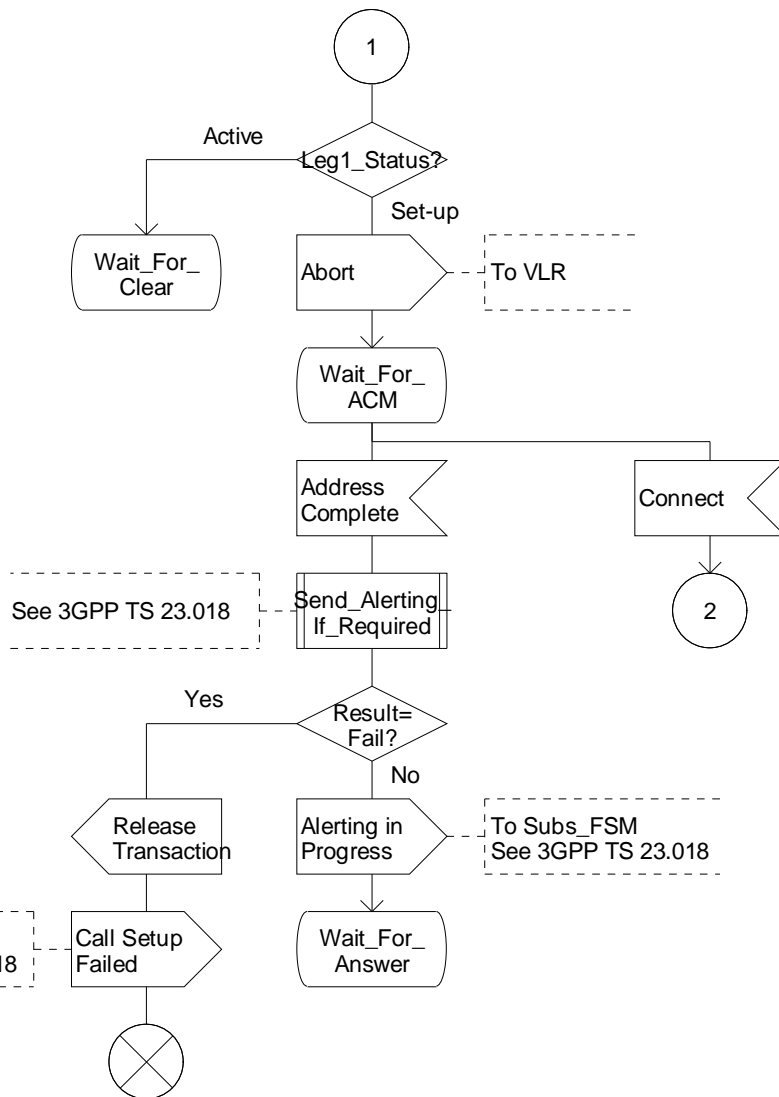 1
Active
Leg1_Status?
Set-up
Wait_For_
Clear
Abort
To VLR
Wait_For_
ACM
Address
Complete
Connect
See 3GPP TS 23.018
Send_Alerting_
If_Required
2
Yes
Result=
Fail?
No
Release
Transaction
Alerting in
Progress
To Subs_FSM
See 3GPP TS 23.018
18
Call Setup
Failed
Wait_For_
Answer